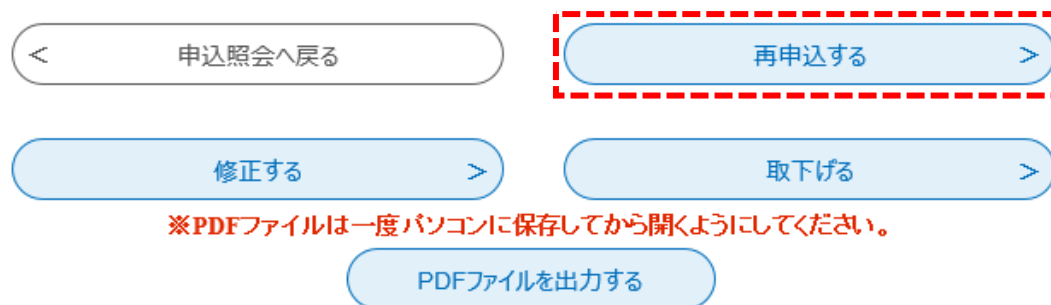 < 申込照会へ戻る
再申込する >
修正する >
取下げる >
※PDFファイルは一度パソコンに保存してから開くようにしてください。
PDFファイルを出力する